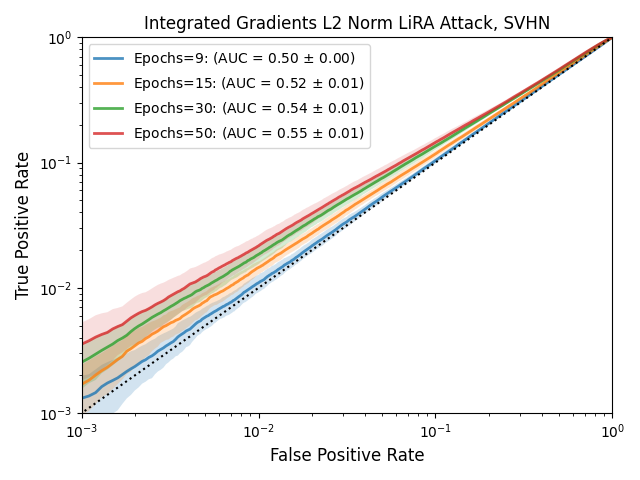 Integrated Gradients L2 Norm LiRA Attack, SVHN
10⁰
Epochs=9: (AUC = 0.50 ± 0.00)
Epochs=15: (AUC = 0.52 ± 0.01)
Epochs=30: (AUC = 0.54 ± 0.01)
Epochs=50: (AUC = 0.55 ± 0.01)
True Positive Rate
10⁻¹
10⁻²
10⁻³
10⁻³ 10⁻² 10⁻¹ 10⁰
False Positive Rate